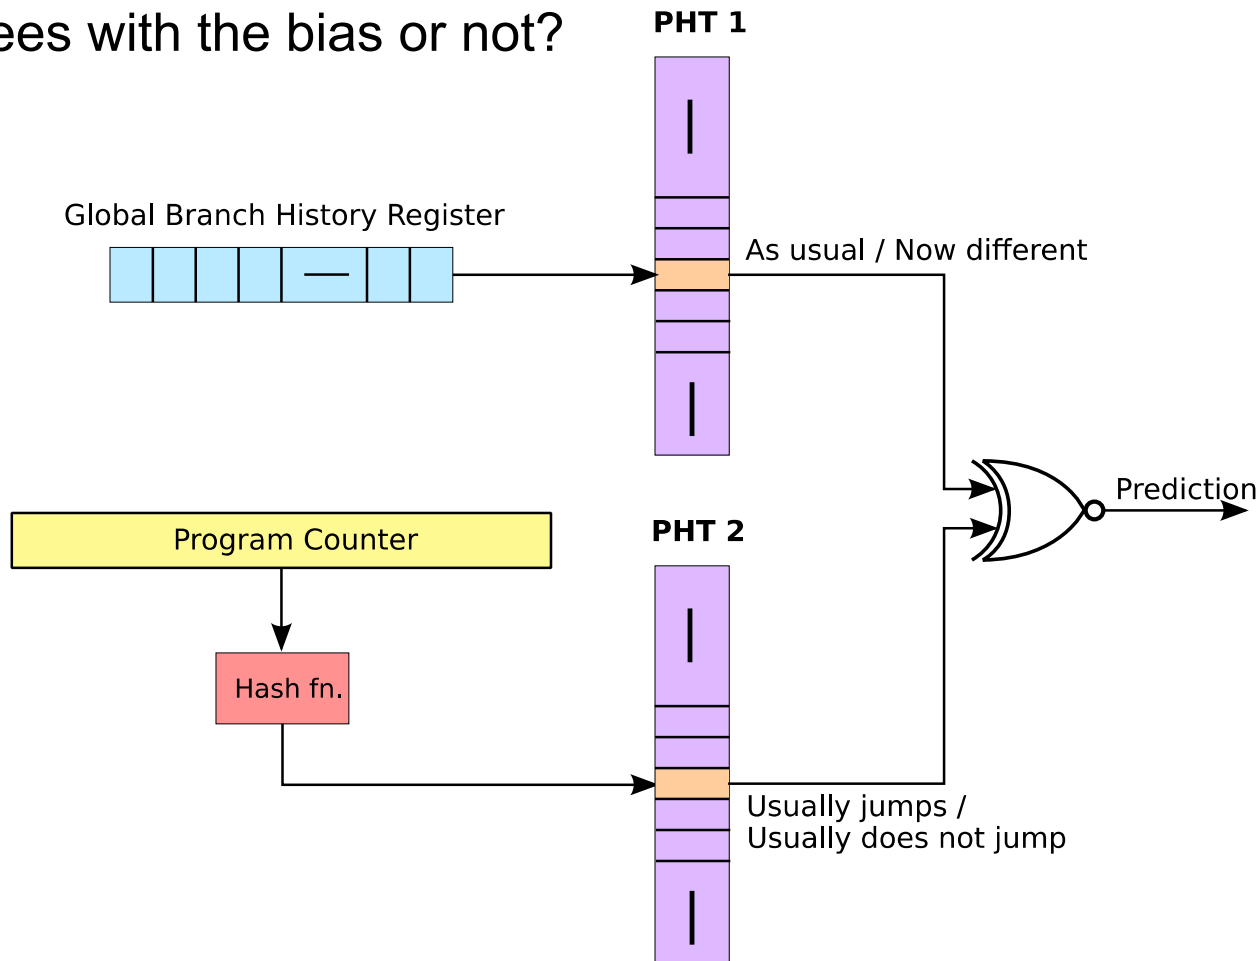 with the bias or not?
PHT 1
Global Branch History Register
As usual / Now different
Prediction
Program Counter
PHT 2
Hash fn.
Usually jumps /
Usually does not jump